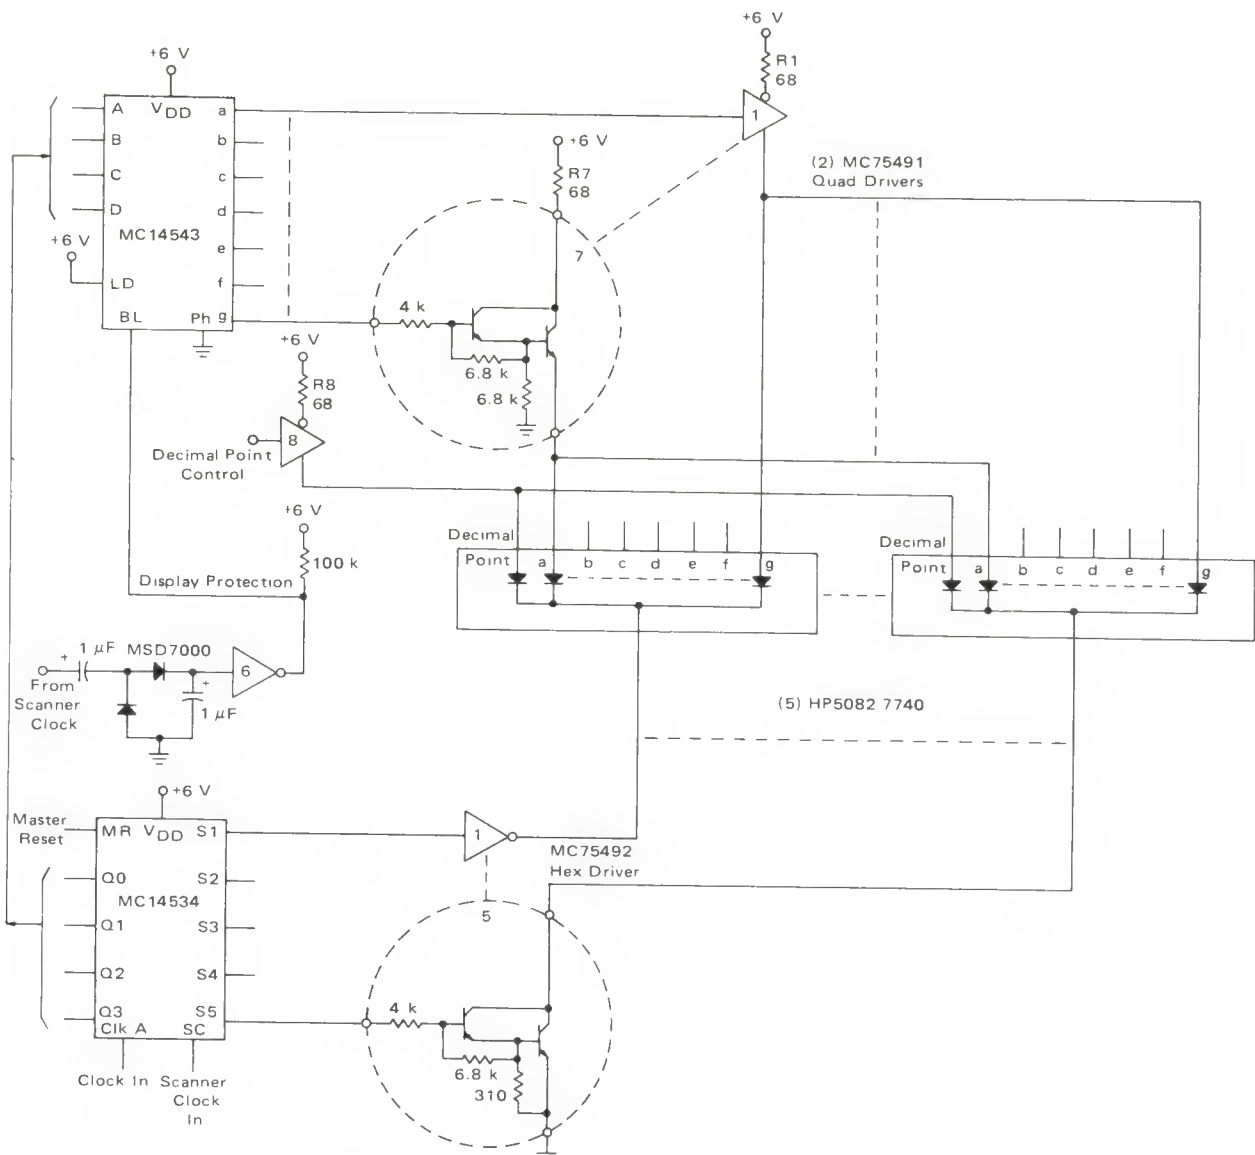 +6 V
R1
68
1
+6 V
A
VDD
a
B
b
C
c
D
d
MC14543
e
+6 V
LD
f
BL
Ph
g
+6 V
R7
68
7
(2) MC75491
Quad Drivers
4 k
6.8 k
6.8 k
+6 V
R8
68
8
Decimal Point
Control
+6 V
100 k
Display Protection
Decimal
Point
a
b
c
d
e
f
g
Decimal
Point
a
b
c
d
e
f
g
+
1 µF
MSD7000
6
From
Scanner
Clock
+
1 µF
(5) HP5082 7740
+6 V
Master
Reset
MR
VDD
S1
1
MC75492
Hex Driver
Q0
S2
MC14534
Q1
S3
5
Q2
S4
Q3
S5
Clk A
SC
4 k
6.8 k
310
Clock In
Scanner
Clock
In